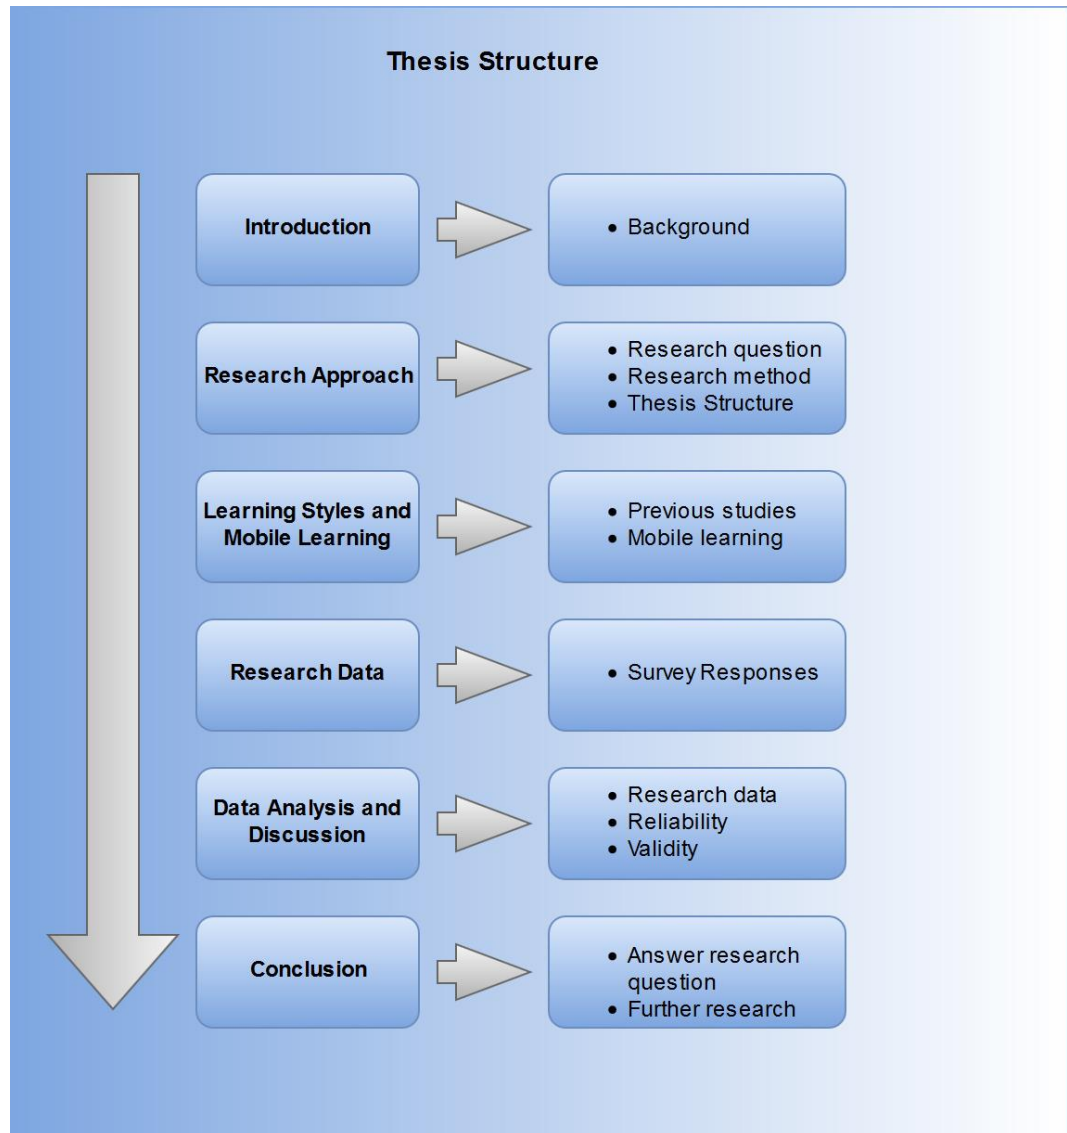 Thesis Structure
Introduction
• Background
Research Approach
• Research question
• Research method
• Thesis Structure
Learning Styles and
Mobile Learning
• Previous studies
• Mobile learning
Research Data
• Survey Responses
Data Analysis and
Discussion
• Research data
• Reliability
• Validity
Conclusion
• Answer research
question
• Further research